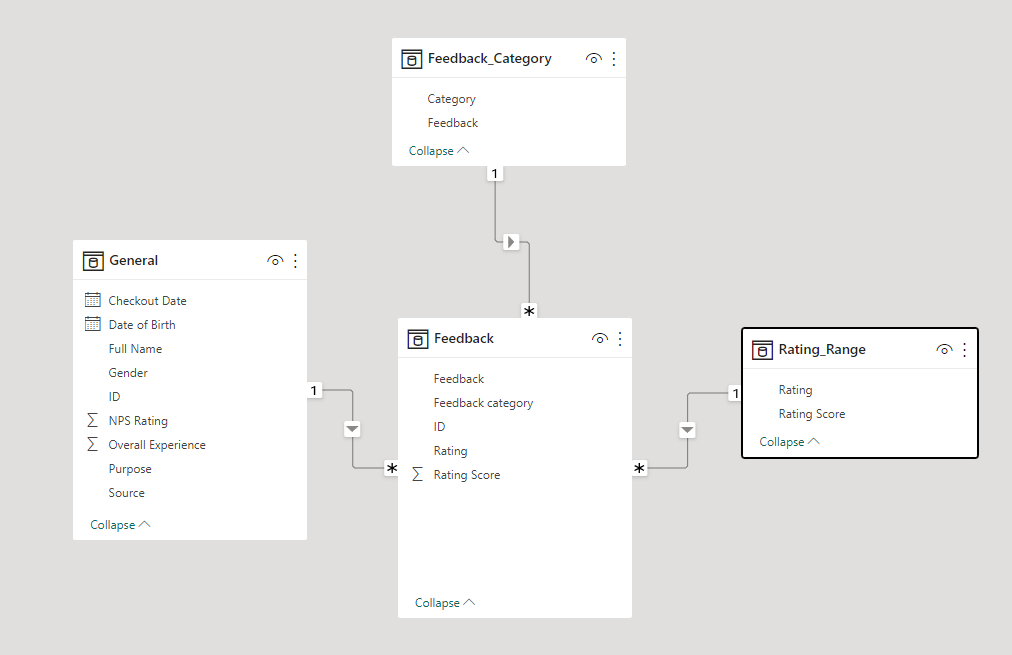 Feedback_Category
Category
Feedback
Collapse
1
*
General
Checkout Date
Date of Birth
Full Name
Gender
ID
NPS Rating
Overall Experience
Purpose
Source
Collapse
1
*
Feedback
Feedback
Feedback category
ID
Rating
Rating Score
Collapse
*
1
Rating_Range
Rating
Rating Score
Collapse